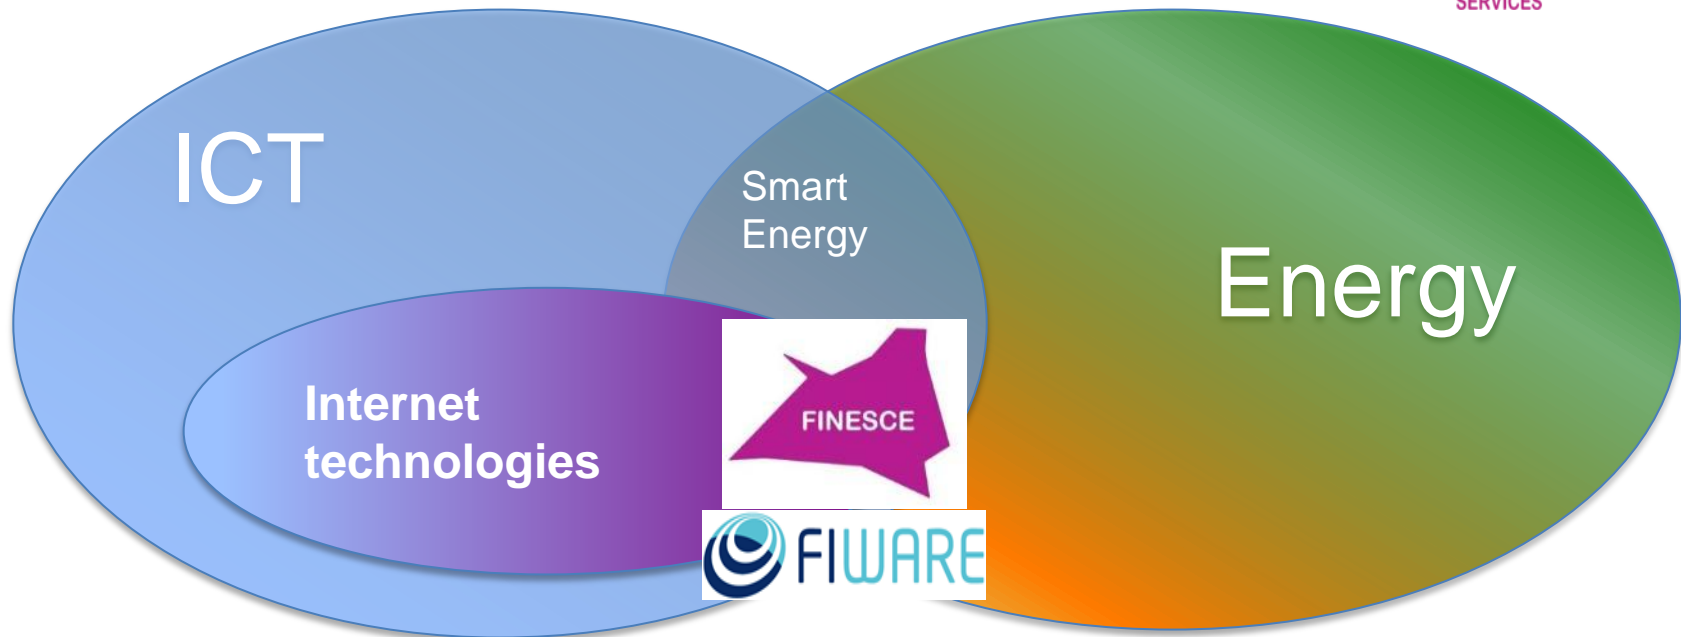 SERVICES
ICT
Smart
Energy
Energy
Internet
technologies
FINESCE
FIWARE